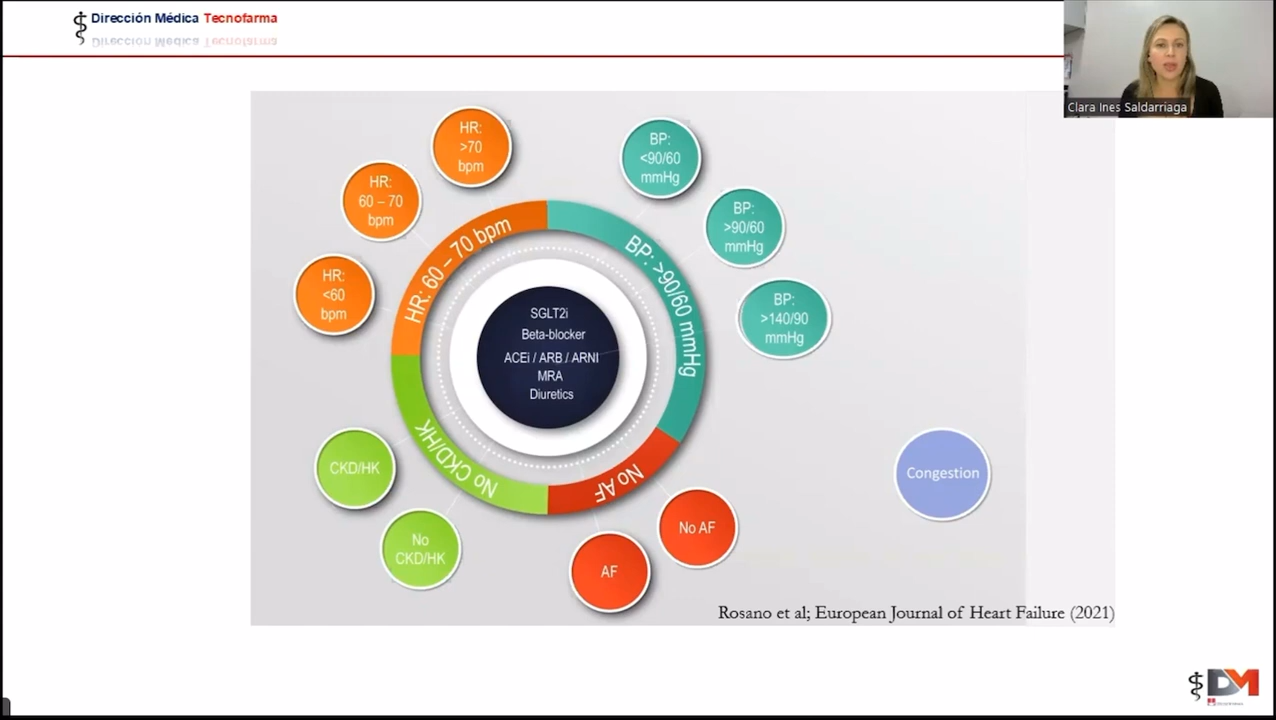 Dirección Médica Tecnofarma
Clara Ines Saldarriaga
HR:
>70
bpm
HR:
60 – 70
bpm
HR:
<60
bpm
BP:
<90/60
mmHg
BP:
>90/60
mmHg
BP:
>140/90
mmHg
HR: 60 – 70 bpm
BP: >90/60 mmHg
SGLT2i
Beta-blocker
ACEi / ARB / ARNI
MRA
Diuretics
No CKD/HK
No AF
CKD/HK
No
CKD/HK
AF
No AF
Congestion
Rosano et al; European Journal of Heart Failure (2021)
DM